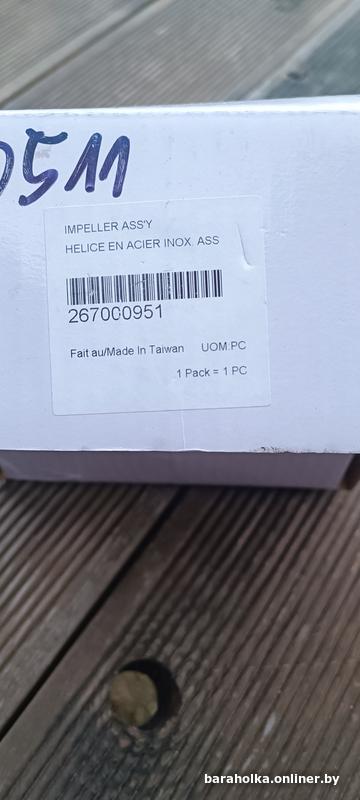 0511
IMPELLER ASS'Y
HELICE EN ACIER INOX. ASS
267000951
Fait au/Made In Taiwan UOM:PC
1 Pack = 1 PC
baraholka.onliner.by